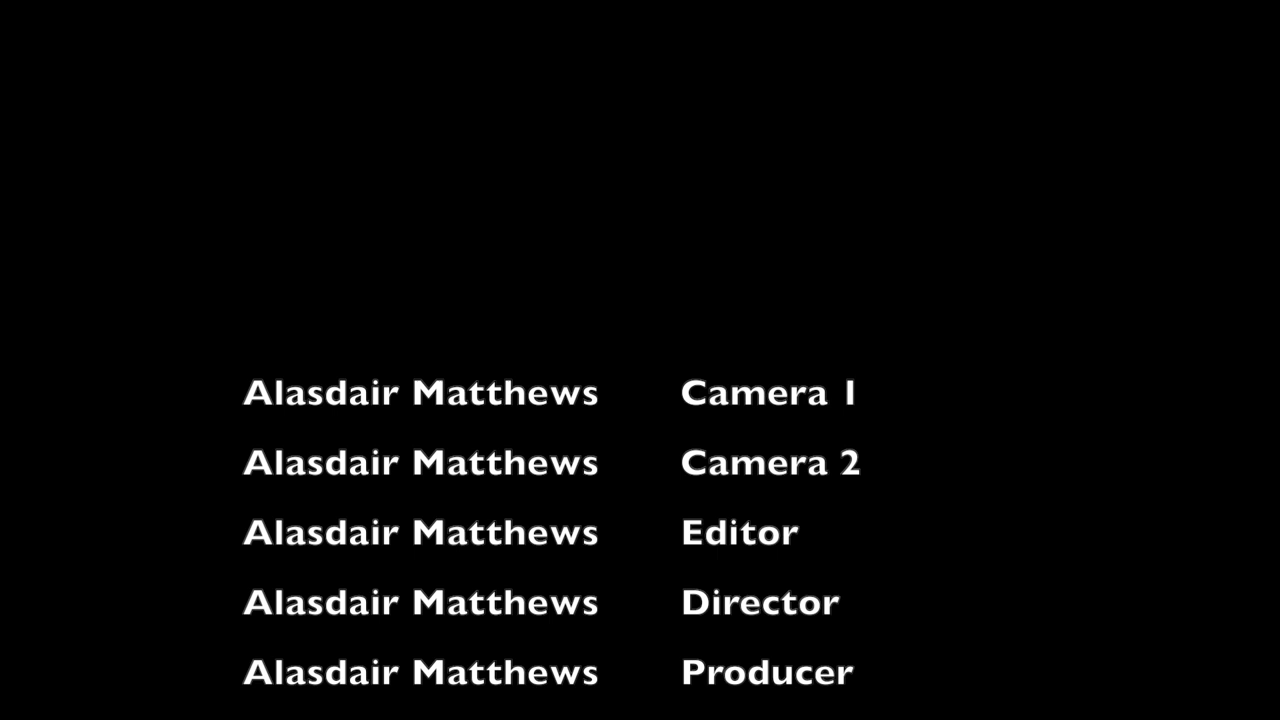 Alasdair Matthews Camera 1
Alasdair Matthews Camera 2
Alasdair Matthews Editor
Alasdair Matthews Director
Alasdair Matthews Producer